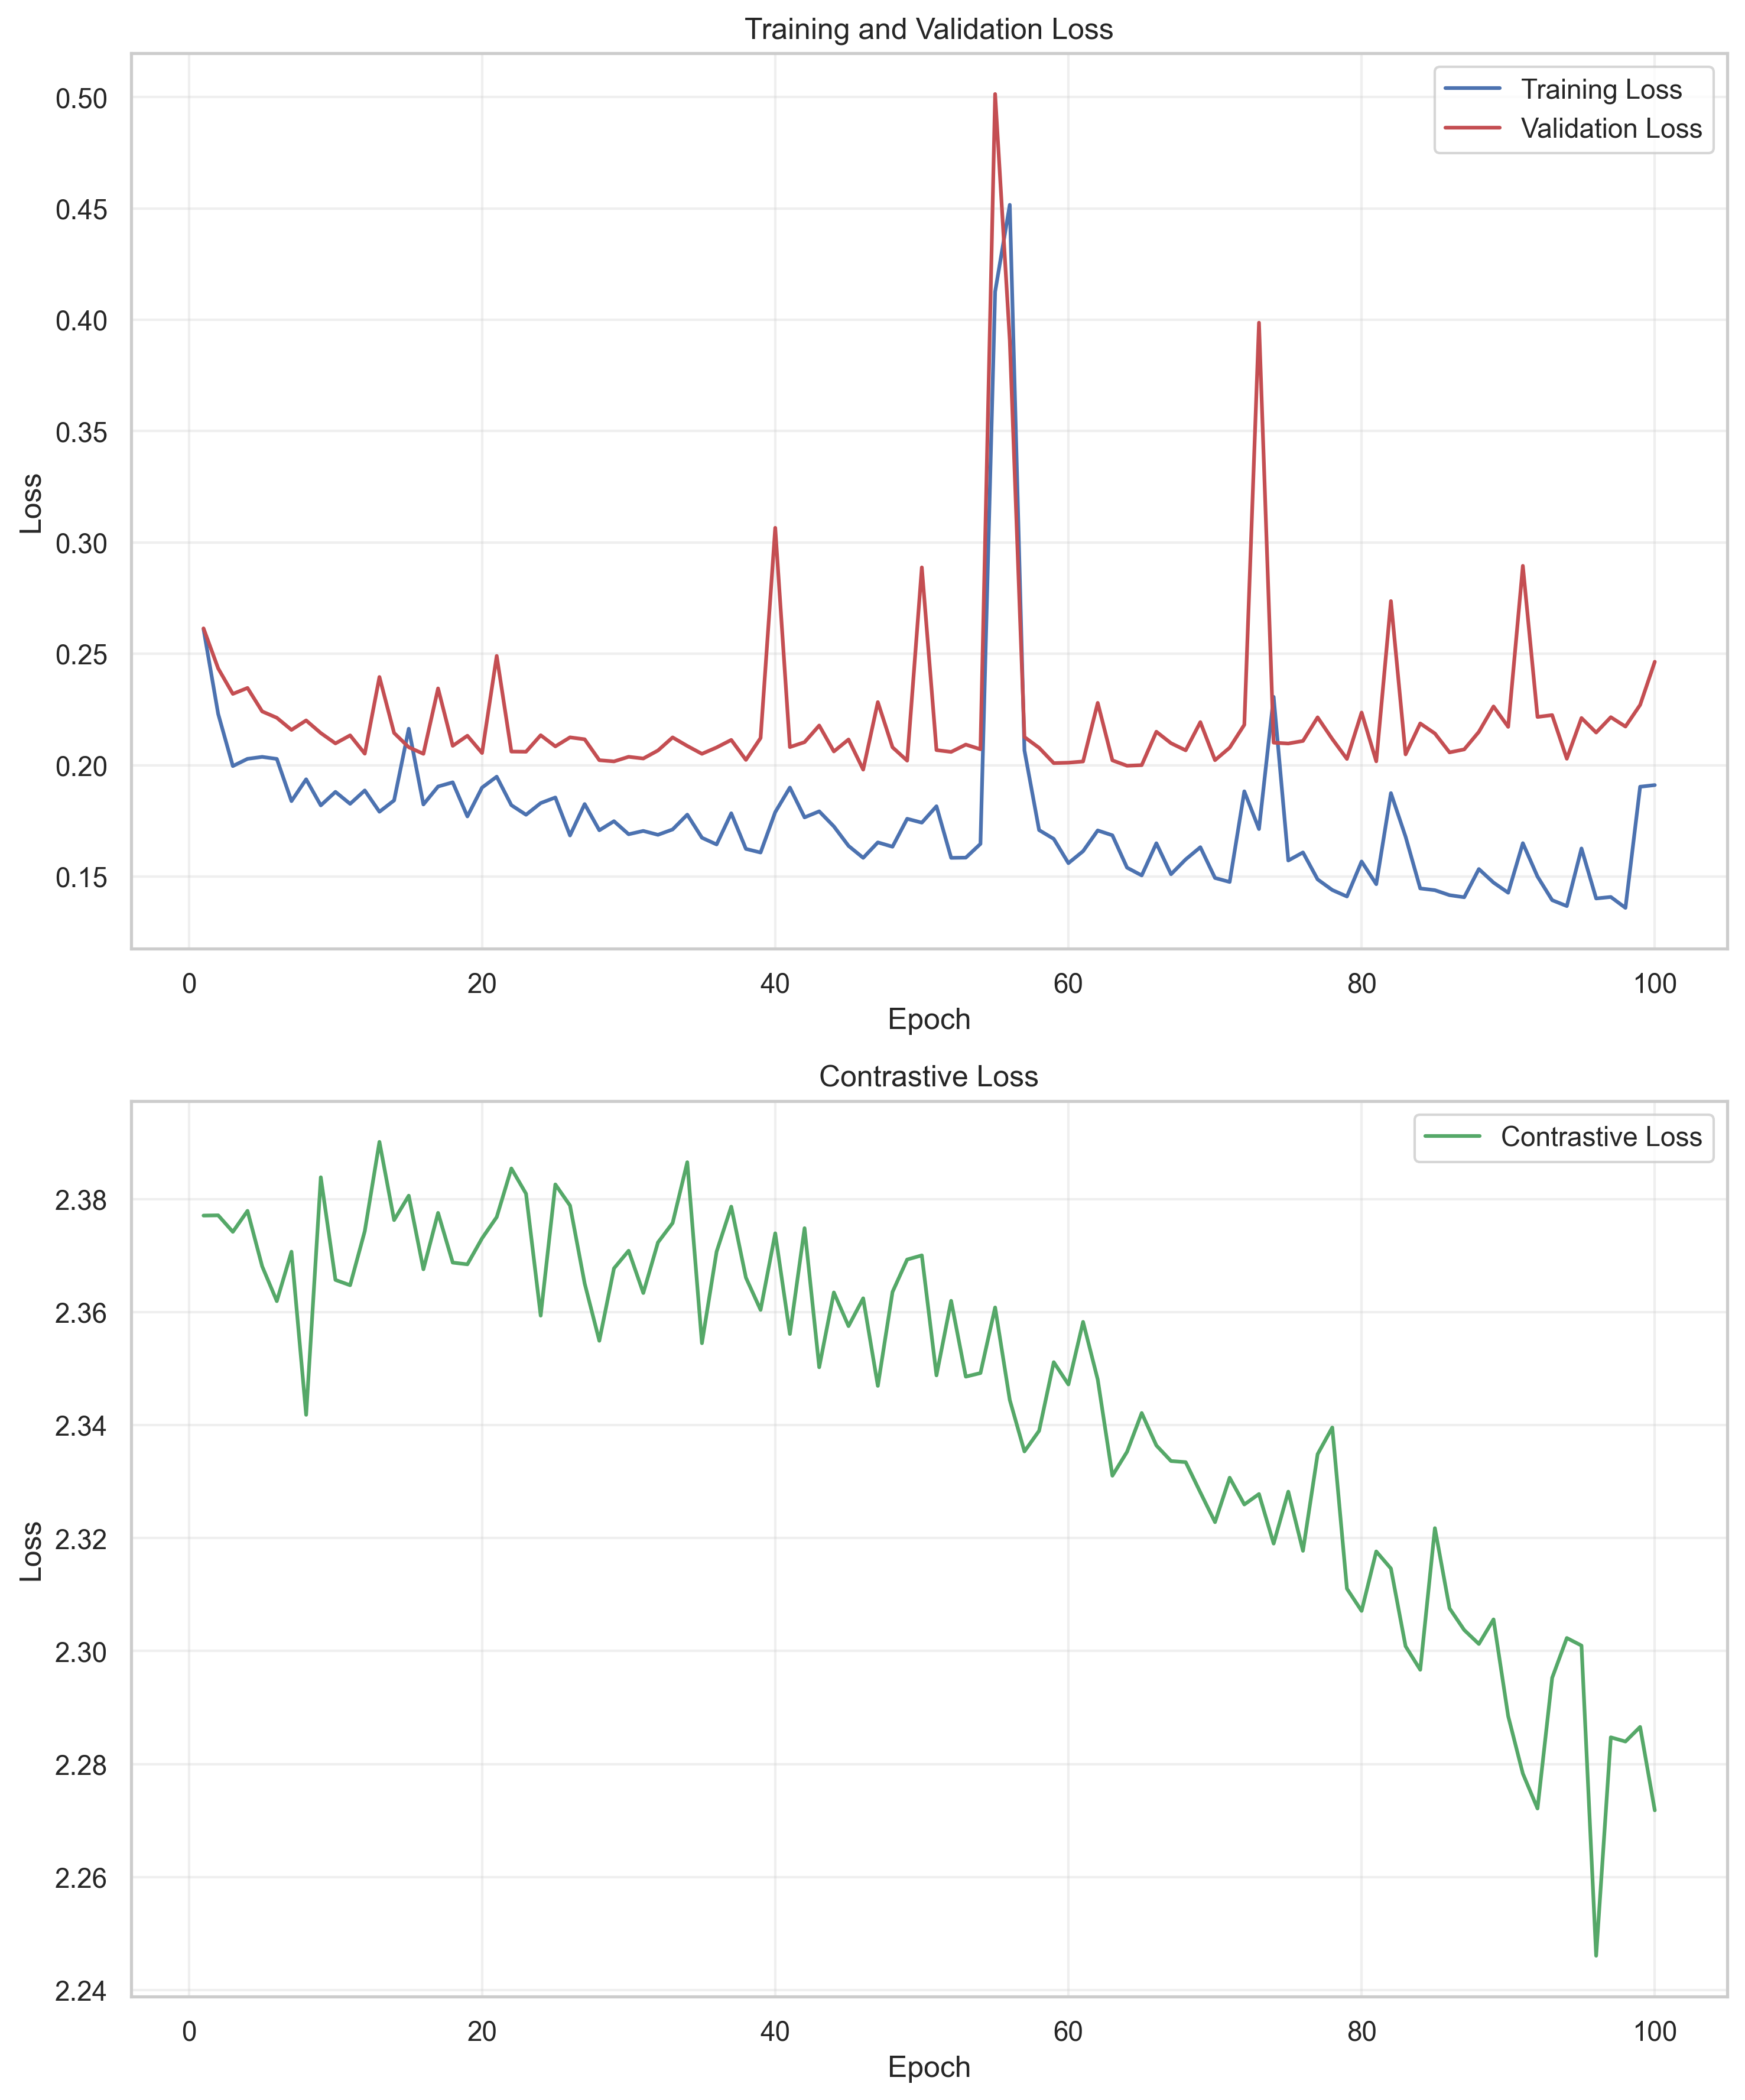 Training and Validation Loss
Training Loss
Validation Loss
0.50
0.45
0.40
0.35
0.30
0.25
0.20
0.15
Loss
0 20 40 60 80 100
Epoch
Contrastive Loss
Contrastive Loss
2.38
2.36
2.34
2.32
2.30
2.28
2.26
2.24
Loss
0 20 40 60 80 100
Epoch